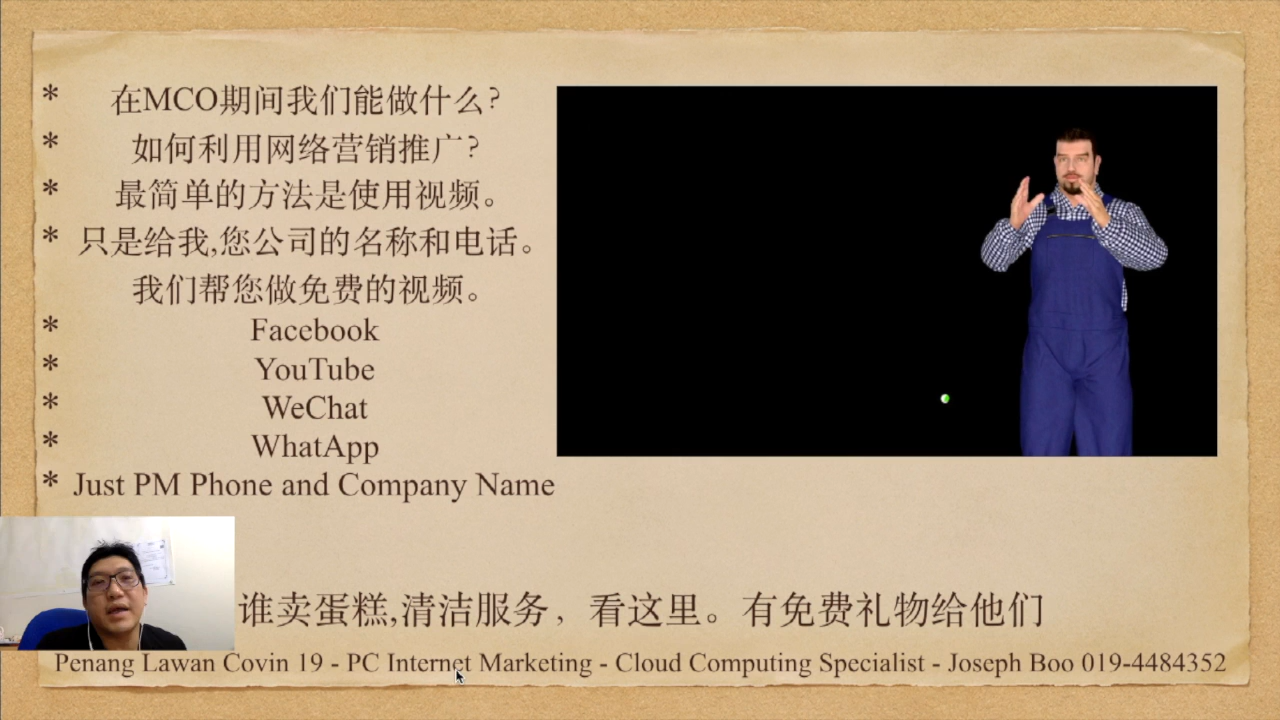 * 在MCO期间我们能做什么?
* 如何利用网络营销推广?
* 最简单的方法是使用视频。
* 只是给我,您公司的名称和电话。
我们帮您做免费的视频。
* Facebook
* YouTube
* WeChat
* WhatApp
* Just PM Phone and Company Name
谁卖蛋糕,清洁服务，看这里。有免费礼物给他们
Penang Lawan Covin 19 - PC Internet Marketing - Cloud Computing Specialist - Joseph Boo 019-4484352